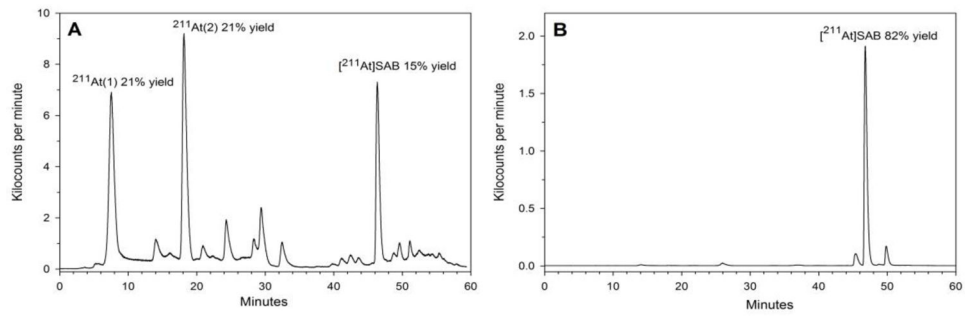 A
²¹¹At(2) 21% yield
²¹¹At(1) 21% yield
[²¹¹At]SAB 15% yield
Kilocounts per minute
10
8
6
4
2
0
0 10 20 30 40 50 60
Minutes
B
[²¹¹At]SAB 82% yield
Kilocounts per minute
2.0
1.5
1.0
0.5
0.0
0 10 20 30 40 50 60
Minutes